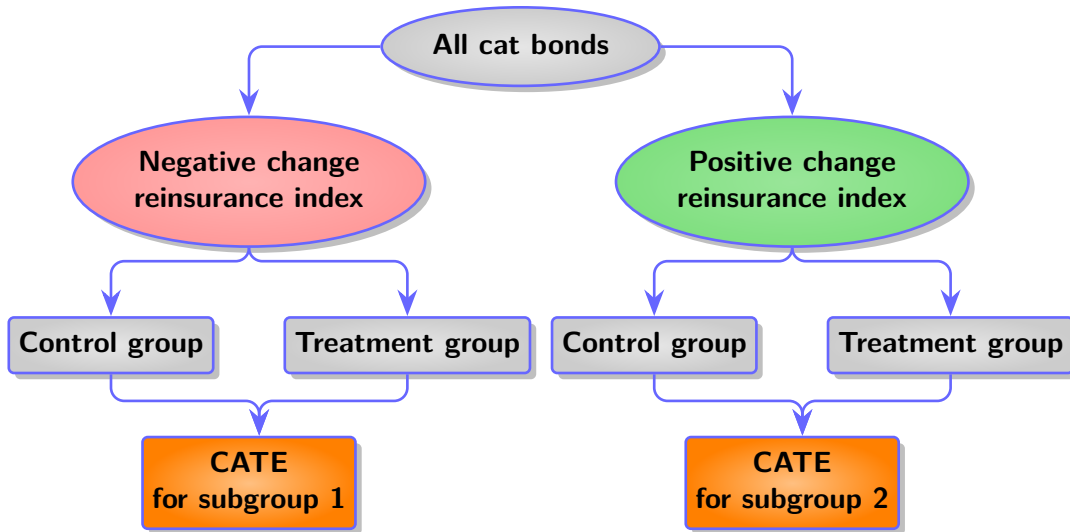 All cat bonds
Negative change
reinsurance index
Positive change
reinsurance index
Control group
Treatment group
Control group
Treatment group
CATE
for subgroup 1
CATE
for subgroup 2